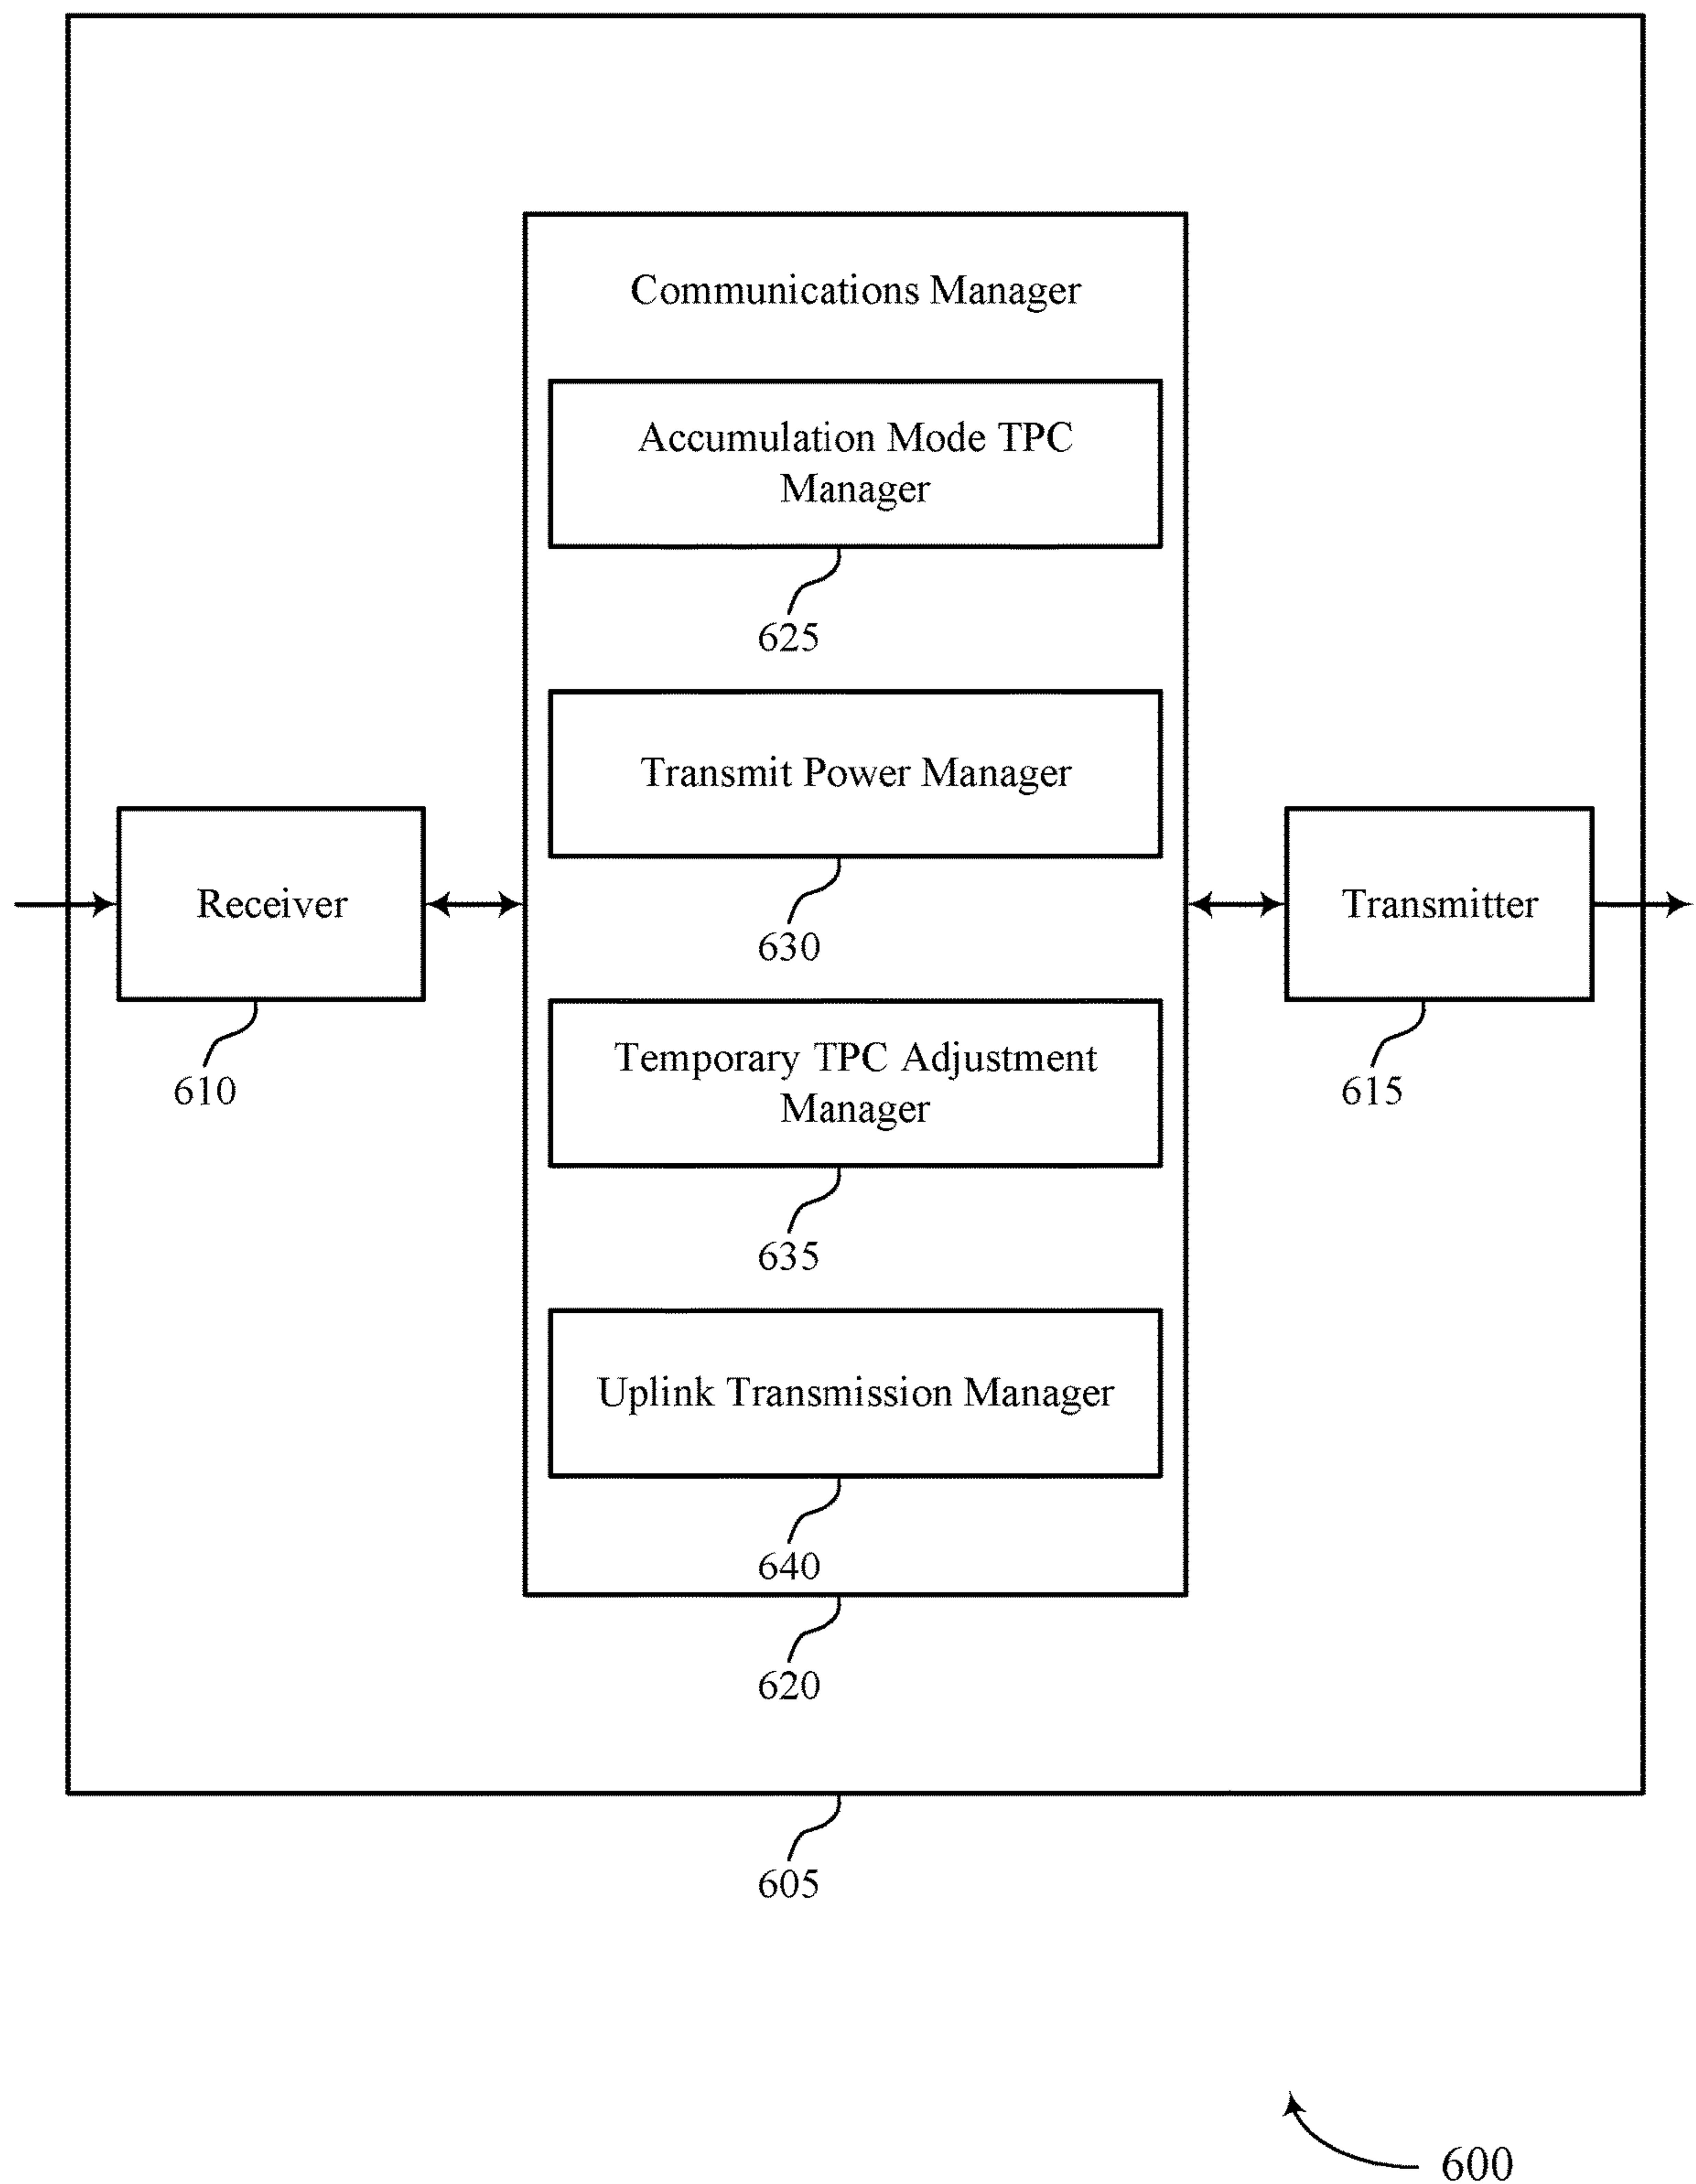 Communications Manager
Accumulation Mode TPC
Manager
625
Transmit Power Manager
630
Receiver
610
Transmitter
615
Temporary TPC Adjustment
Manager
635
Uplink Transmission Manager
640
620
605
600